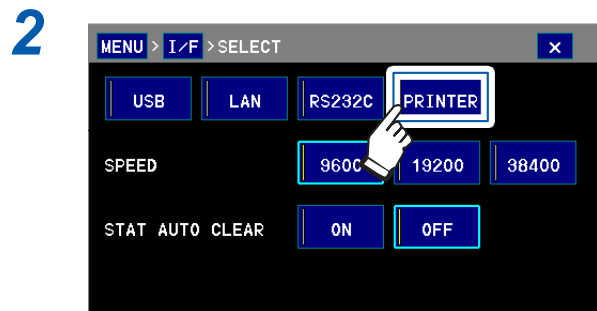 2
MENU > I/F >SELECT x
USB LAN RS232C PRINTER
SPEED 9600 19200 38400
STAT AUTO CLEAR ON OFF